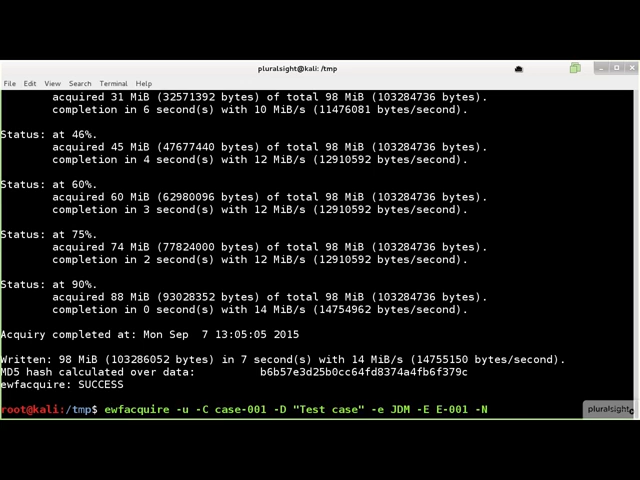 pluralsight@kali: /tmp
File Edit View Search Terminal Help
acquired 31 MiB (32571392 bytes) of total 98 MiB (103284736 bytes).
completion in 6 second(s) with 10 MiB/s (11476081 bytes/second).
Status: at 46%.
acquired 45 MiB (47677440 bytes) of total 98 MiB (103284736 bytes).
completion in 4 second(s) with 12 MiB/s (12910592 bytes/second).
Status: at 60%.
acquired 60 MiB (62980096 bytes) of total 98 MiB (103284736 bytes).
completion in 3 second(s) with 12 MiB/s (12910592 bytes/second).
Status: at 75%.
acquired 74 MiB (77824000 bytes) of total 98 MiB (103284736 bytes).
completion in 2 second(s) with 12 MiB/s (12910592 bytes/second).
Status: at 90%.
acquired 88 MiB (93028352 bytes) of total 98 MiB (103284736 bytes).
completion in 0 second(s) with 14 MiB/s (14754962 bytes/second).
Acquiry completed at: Mon Sep  7 13:05:05 2015
Written: 98 MiB (103286052 bytes) in 7 second(s) with 14 MiB/s (14755150 bytes/second).
MD5 hash calculated over data: b6b57e3d25b0cc64fd8374a4fb6f379c
ewfacquire: SUCCESS
root@kali:/tmp$ ewfacquire -u -C case-001 -D "Test case" -e JDM -E E-001 -N
pluralsight